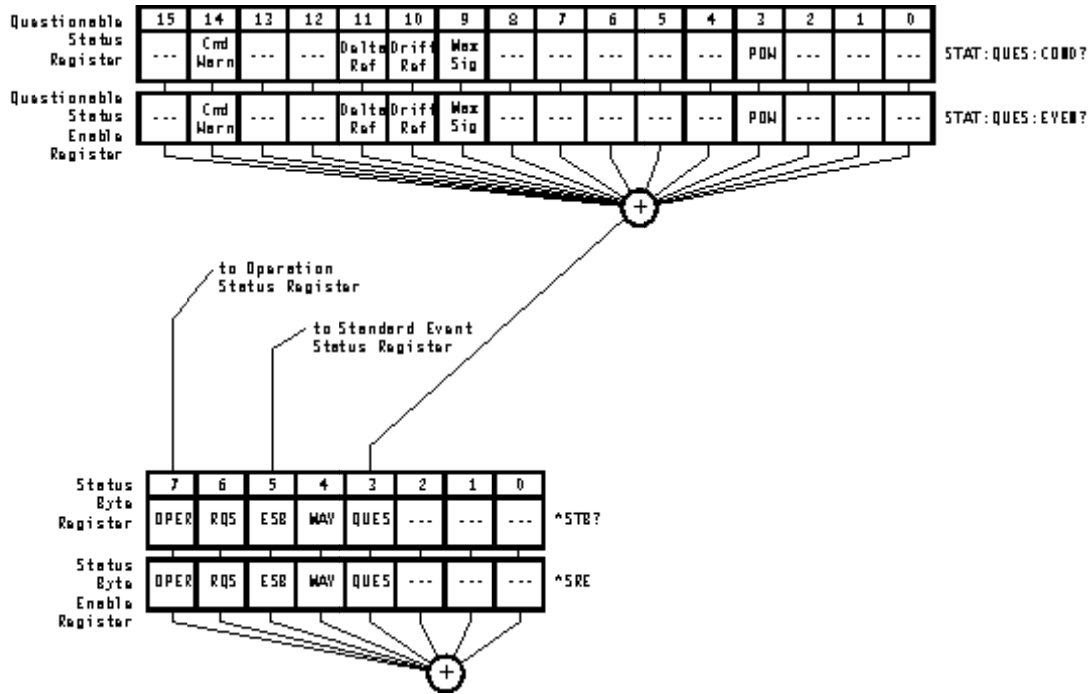 Questionable
Status
Register
15 14 13 12 11 10 9 8 7 6 5 4 3 2 1 0
--- Cmd Warn --- --- Delta Ref Drift Ref Max Sig --- --- --- --- --- POW --- --- ---
STAT:QUES:COND?
Questionable
Status
Enable
Register
--- Cmd Warn --- --- Delta Ref Drift Ref Max Sig --- --- --- --- --- POW --- --- ---
STAT:QUES:EVEN?
+
to Operation
Status Register
to Standard Event
Status Register
Status
Byte
Register
7 6 5 4 3 2 1 0
OPER RQS ESB MAV QUES --- --- ---
*STB?
Status
Byte
Enable
Register
OPER RQS ESB MAV QUES --- --- ---
*SRE
+